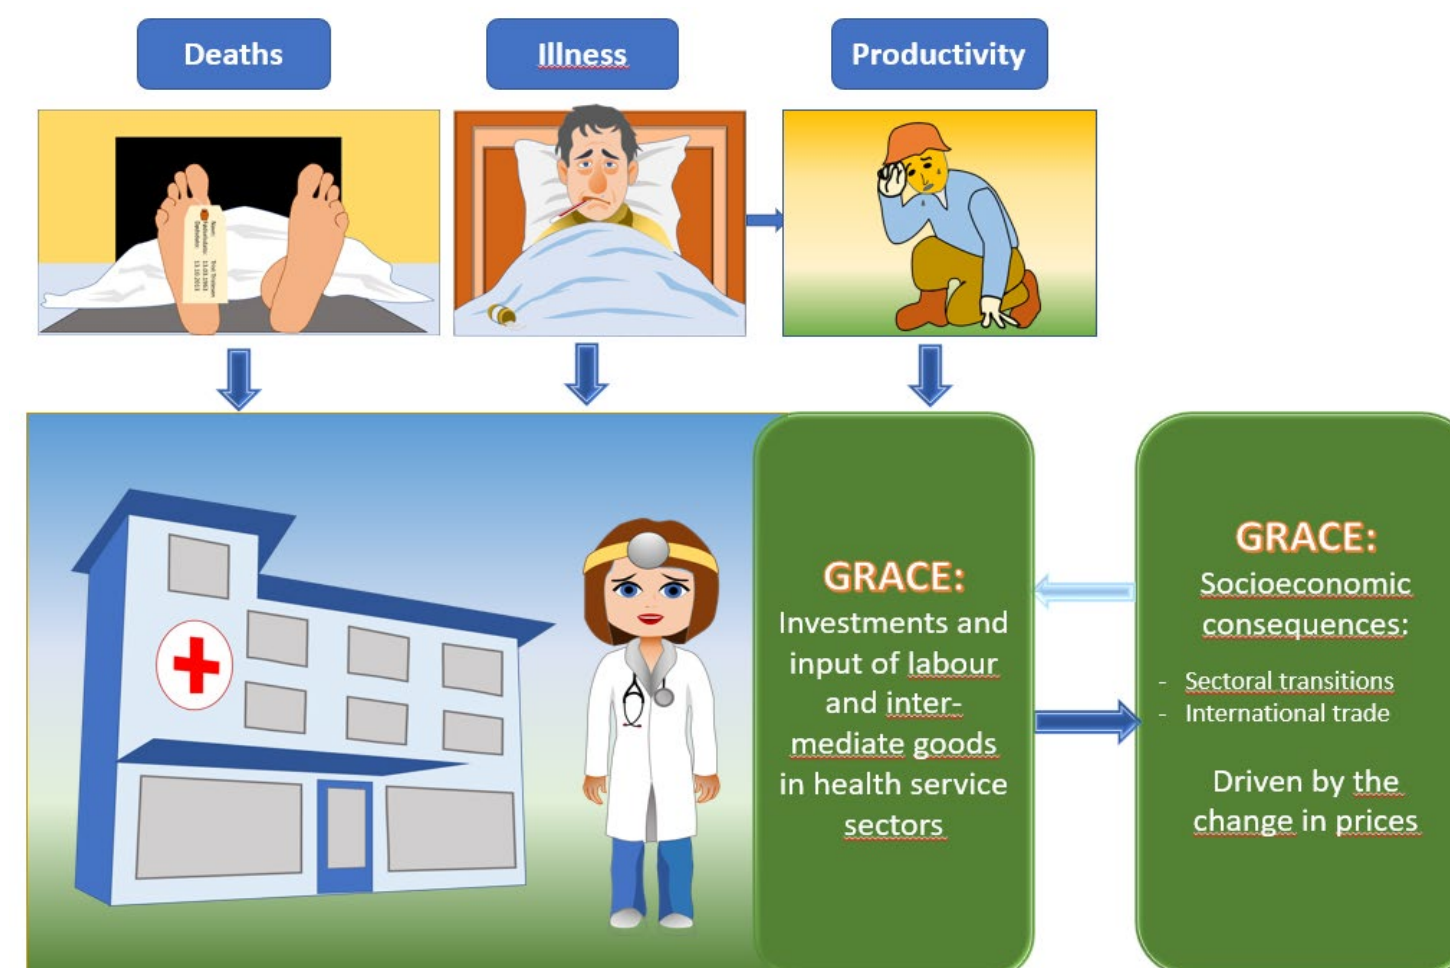 Deaths
Illness
Productivity
GRACE:
Investments and
input of labour
and inter-
mediate goods
in health service
sectors
GRACE:
Socioeconomic
consequences:
- Sectoral transitions
- International trade
Driven by the
change in prices